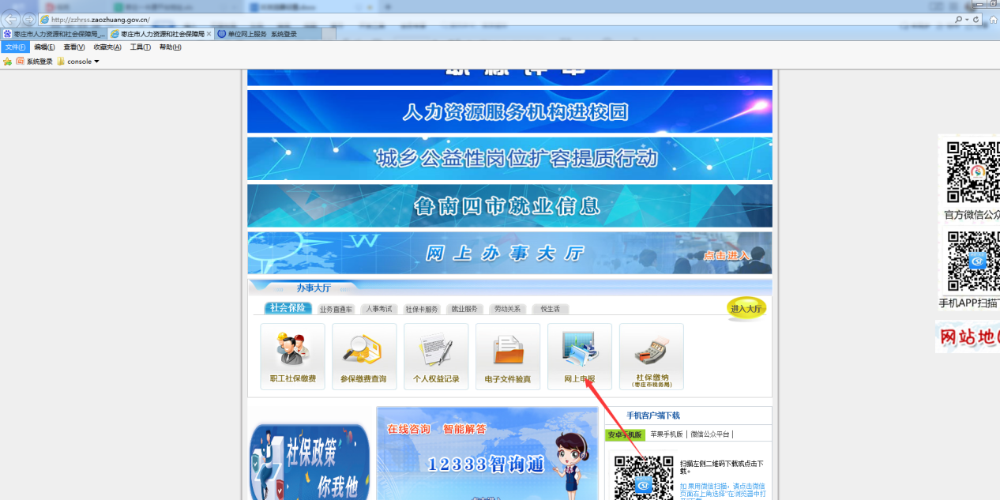 http://zzhrss.zaozhuang.gov.cn/
枣庄市人力资源和社会保障局_...
枣庄市人力资源和社会保障局
单位网上服务 系统登录
文件(F) 编辑(E) 查看(V) 收藏夹(A) 工具(T) 帮助(H)
系统登录 console
人力资源服务机构进校园
城乡公益性岗位扩容提质行动
鲁南四市就业信息
网上办事大厅
点击进入
办事大厅
社会保险 业务直通车 人事考试 社保卡服务 就业服务 劳动关系 悦生活
进入大厅
职工社保缴费
参保缴费查询
个人权益记录
电子文件验真
网上申报
社保缴纳
(枣庄市税务局)
官方微信公众
手机APP扫描下
网站地
社保政策
你我他
在线咨询 智能解答
12333智询通
手机客户端下载
安卓手机版 苹果手机版 | 微信公众平台 |
扫描左侧二维码下载或点击下
载。
如果用微信扫描，请点击微信
页面右上角选择“在浏览器中打